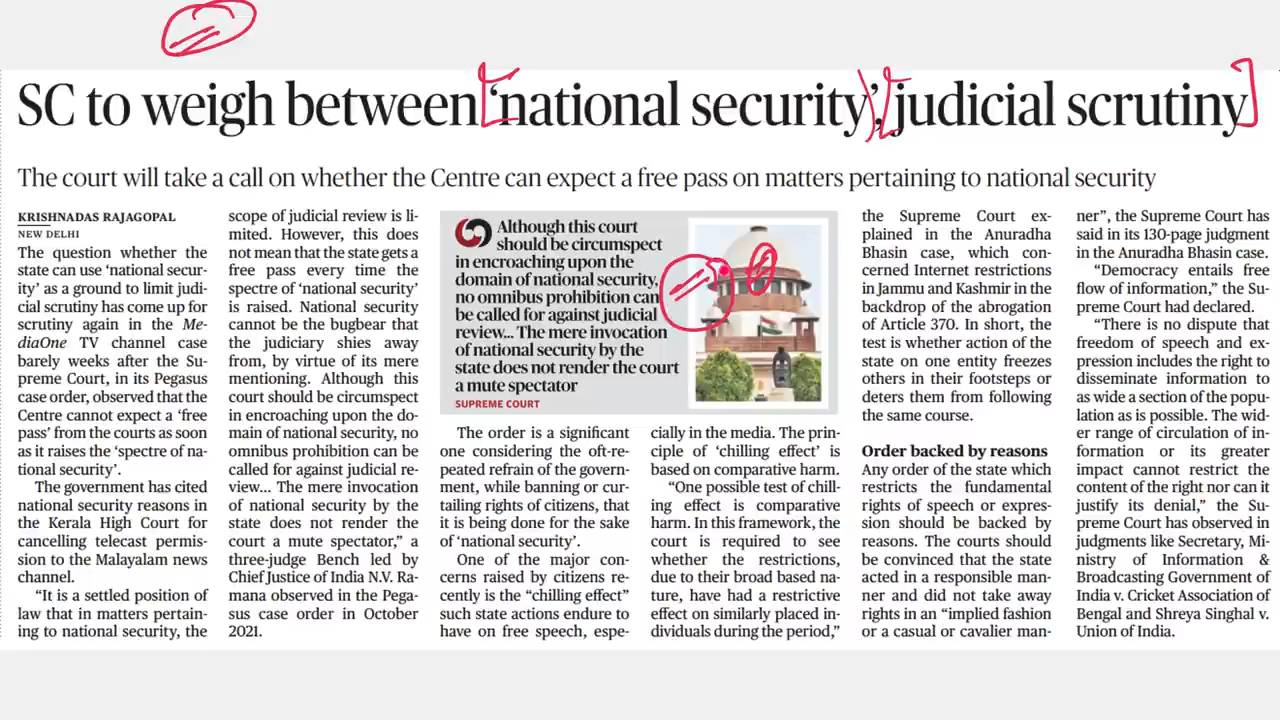 SC to weigh between ‘national security’, judicial scrutiny
The court will take a call on whether the Centre can expect a free pass on matters pertaining to national security
KRISHNADAS RAJAGOPAL
NEW DELHI
The question whether the
state can use ‘national secur-
ity’ as a ground to limit judi-
cial scrutiny has come up for
scrutiny again in the Me-
diaOne TV channel case
barely weeks after the Su-
preme Court, in its Pegasus
case order, observed that the
Centre cannot expect a ‘free
pass’ from the courts as soon
as it raises the ‘spectre of na-
tional security’.
The government has cited
national security reasons in
the Kerala High Court for
cancelling telecast permis-
sion to the Malayalam news
channel.
“It is a settled position of
law that in matters pertain-
ing to national security, the
scope of judicial review is li-
mited. However, this does
not mean that the state gets a
free pass every time the
spectre of ‘national security’
is raised. National security
cannot be the bugbear that
the judiciary shies away
from, by virtue of its mere
mentioning. Although this
court should be circumspect
in encroaching upon the do-
main of national security, no
omnibus prohibition can be
called for against judicial re-
view... The mere invocation
of national security by the
state does not render the
court a mute spectator,” a
three-judge Bench led by
Chief Justice of India N.V. Ra-
mana observed in the Pega-
sus case order in October
2021.
Although this court
should be circumspect
in encroaching upon the
domain of national security,
no omnibus prohibition can
be called for against judicial
review... The mere invocation
of national security by the
state does not render the court
a mute spectator
SUPREME COURT
The order is a significant
one considering the oft-re-
peated refrain of the govern-
ment, while banning or cur-
tailing rights of citizens, that
it is being done for the sake
of ‘national security’.
One of the major con-
cerns raised by citizens re-
cently is the “chilling effect”
such state actions endure to
have on free speech, espe-
cially in the media. The prin-
ciple of ‘chilling effect’ is
based on comparative harm.
“One possible test of chill-
ing effect is comparative
harm. In this framework, the
court is required to see
whether the restrictions,
due to their broad based na-
ture, have had a restrictive
effect on similarly placed in-
dividuals during the period,”
the Supreme Court ex-
plained in the Anuradha
Bhasin case, which con-
cerned Internet restrictions
in Jammu and Kashmir in the
backdrop of the abrogation
of Article 370. In short, the
test is whether action of the
state on one entity freezes
others in their footsteps or
deters them from following
the same course.
Order backed by reasons
Any order of the state which
restricts the fundamental
rights of speech or expres-
sion should be backed by
reasons. The courts should
be convinced that the state
acted in a responsible man-
ner and did not take away
rights in an “implied fashion
or a casual or cavalier man-
ner”, the Supreme Court has
said in its 130-page judgment
in the Anuradha Bhasin case.
“Democracy entails free
flow of information,” the Su-
preme Court had declared.
“There is no dispute that
freedom of speech and ex-
pression includes the right to
disseminate information to
as wide a section of the popu-
lation as is possible. The wid-
er range of circulation of in-
formation or its greater
impact cannot restrict the
content of the right nor can it
justify its denial,” the Su-
preme Court has observed in
judgments like Secretary, Mi-
nistry of Information &
Broadcasting Government of
India v. Cricket Association of
Bengal and Shreya Singhal v.
Union of India.